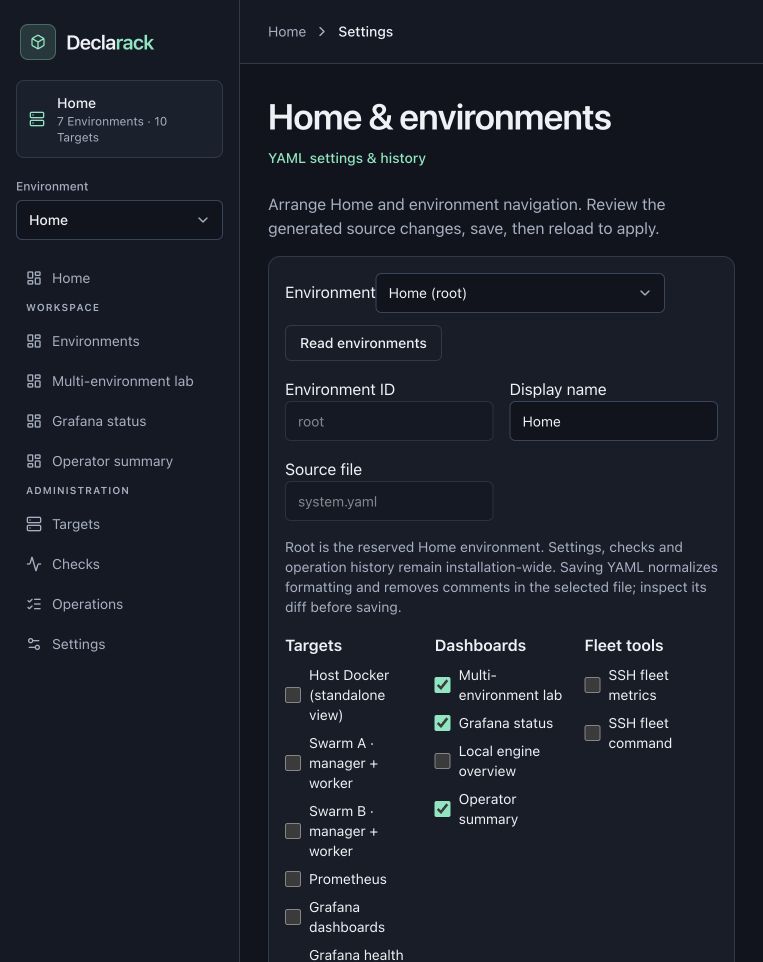 Declarack
Home
7 Environments · 10
Targets
Environment
Home
Home
WORKSPACE
Environments
Multi-environment lab
Grafana status
Operator summary
ADMINISTRATION
Targets
Checks
Operations
Settings
Home > Settings
Home & environments
YAML settings & history
Arrange Home and environment navigation. Review the
generated source changes, save, then reload to apply.
Environment Home (root)
Read environments
Environment ID
root
Display name
Home
Source file
system.yaml
Root is the reserved Home environment. Settings, checks and
operation history remain installation-wide. Saving YAML normalizes
formatting and removes comments in the selected file; inspect its
diff before saving.
Targets
Host Docker
(standalone
view)
Swarm A ·
manager +
worker
Swarm B ·
manager +
worker
Prometheus
Grafana
dashboards
Grafana health
Dashboards
Multi-
environment lab
Grafana status
Local engine
overview
Operator
summary
Fleet tools
SSH fleet
metrics
SSH fleet
command